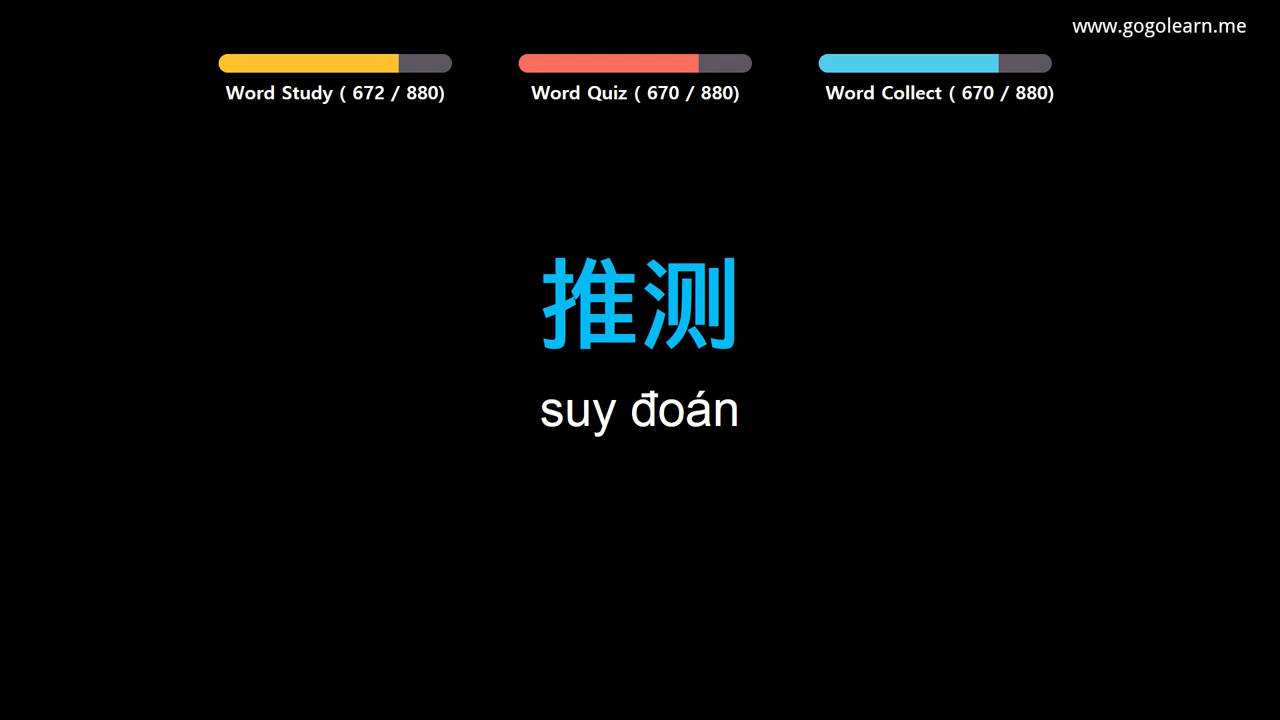 www.gogolearn.me
Word Study ( 672 / 880)
Word Quiz ( 670 / 880)
Word Collect ( 670 / 880)
推测
suy đoán